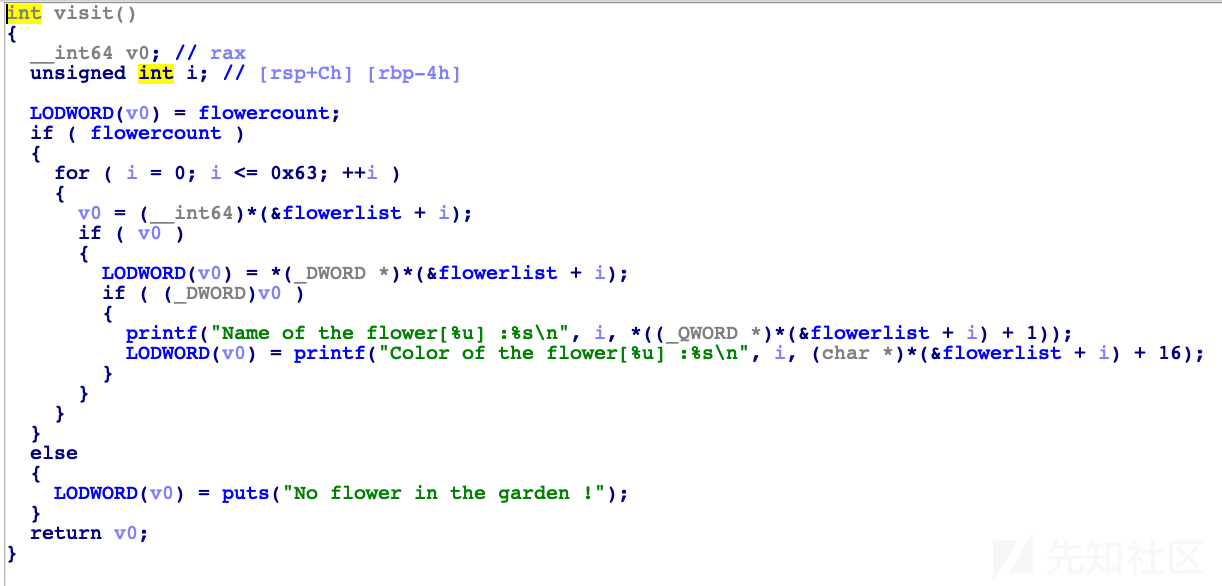 int visit()
{
  __int64 v0; // rax
  unsigned int i; // [rsp+Ch] [rbp-4h]

  LODWORD(v0) = flowercount;
  if ( flowercount )
  {
    for ( i = 0; i <= 0x63; ++i )
    {
      v0 = (__int64)*(&flowerlist + i);
      if ( v0 )
      {
        LODWORD(v0) = *(_DWORD *)*(&flowerlist + i);
        if ( (_DWORD)v0 )
        {
          printf("Name of the flower[%u] :%s\n", i, *((_QWORD *)*(&flowerlist + i) + 1));
          LODWORD(v0) = printf("Color of the flower[%u] :%s\n", i, (char *)*(&flowerlist + i) + 16);
        }
      }
    }
  }
  else
  {
    LODWORD(v0) = puts("No flower in the garden !");
  }
  return v0;
}
先知社区